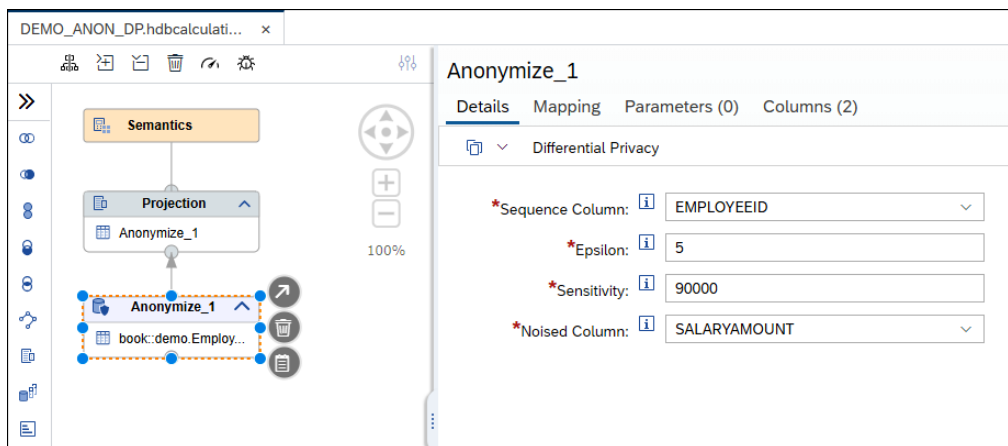 DEMO_ANON_DP.hdbcalculati... ×
Anonymize_1
Details Mapping Parameters (0) Columns (2)
Differential Privacy
*Sequence Column: i EMPLOYEEID
*Epsilon: i 5
*Sensitivity: i 90000
*Noised Column: i SALARYAMOUNT
Semantics
Projection
Anonymize_1
100%
Anonymize_1
book::demo.Employ...